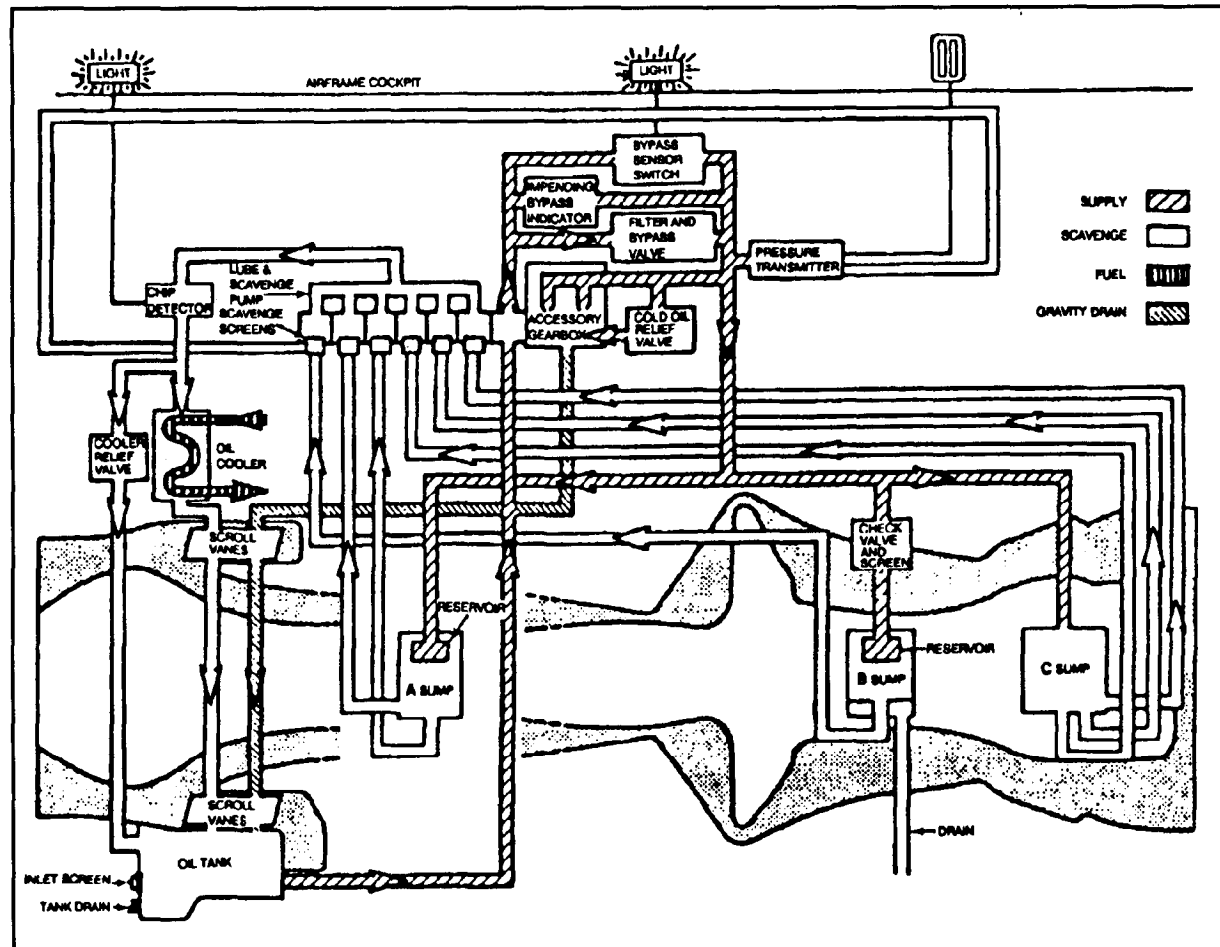 LIGHT
LIGHT
AIRFRAME COCKPIT
BYPASS
SENSOR
SWITCH
IMPENDING
BYPASS
INDICATOR
FILTER AND
BYPASS
VALVE
PRESSURE
TRANSMITTER
SUPPLY
SCAVENGE
FUEL
GRAVITY DRAIN
LUBE &
SCAVENGE
PUMP
SCAVENGE
SCREENS
CHIP
DETECTOR
ACCESSORY
GEARBOX
COLD OIL
RELIEF
VALVE
COOLER
RELIEF
VALVE
OIL
COOLER
SCROLL
VANES
CHECK
VALVE
AND
SCREEN
RESERVOIR
A SUMP
RESERVOIR
B SUMP
C SUMP
SCROLL
VANES
OIL TANK
INLET SCREEN
TANK DRAIN
DRAIN